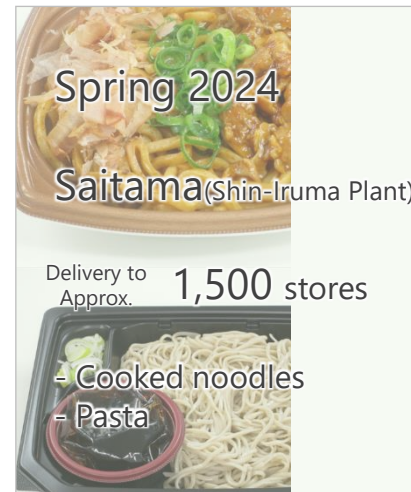 Spring 2024
Saitama(Shin-Iruma Plant)
Delivery to
Approx.
1,500 stores
- Cooked noodles
- Pasta